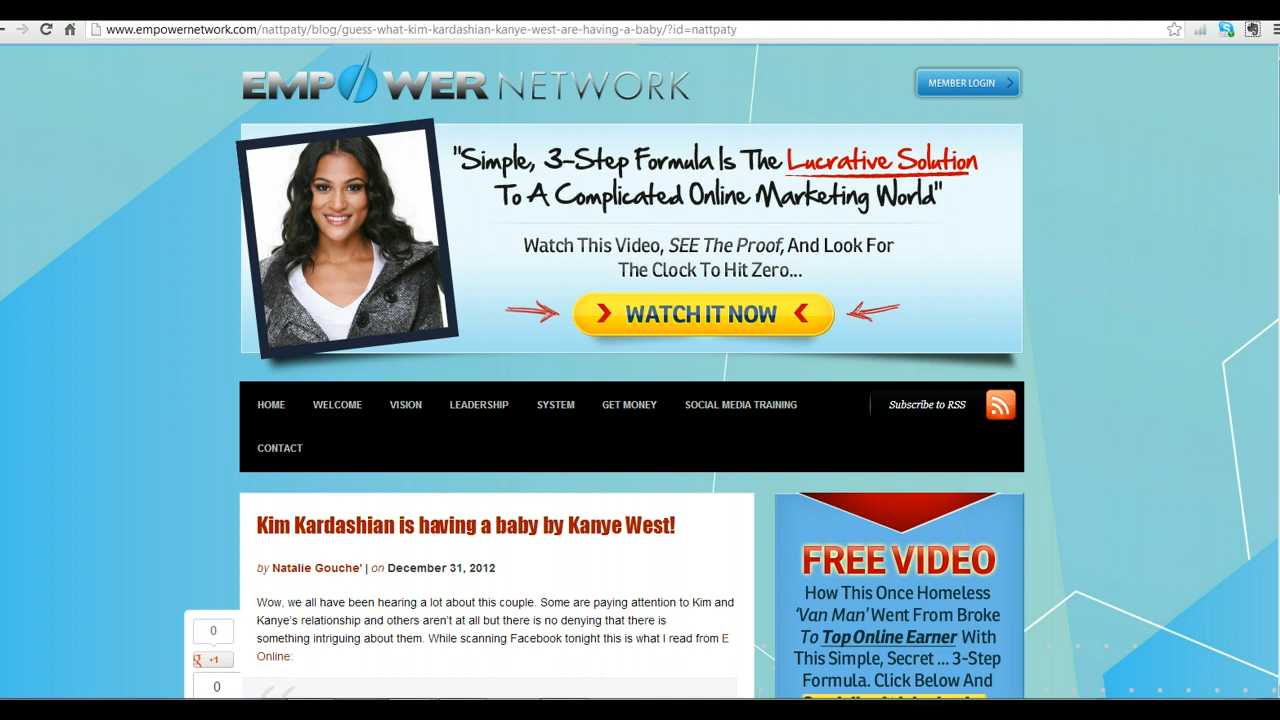 www.empowernetwork.com/nattpaty/blog/guess-what-kim-kardashian-kanye-west-are-having-a-baby/?id=nattpaty
EMPOWER NETWORK
MEMBER LOGIN
"Simple, 3-Step Formula Is The Lucrative Solution
To A Complicated Online Marketing World"
Watch This Video, SEE The Proof, And Look For
The Clock To Hit Zero...
WATCH IT NOW
HOME WELCOME VISION LEADERSHIP SYSTEM GET MONEY SOCIAL MEDIA TRAINING
Subscribe to RSS
CONTACT
Kim Kardashian is having a baby by Kanye West!
by Natalie Gouche' | on December 31, 2012
Wow, we all have been hearing a lot about this couple. Some are paying attention to Kim and
Kanye's relationship and others aren't at all but there is no denying that there is
something intriguing about them. While scanning Facebook tonight this is what I read from E
Online:
0
g +1
0
FREE VIDEO
How This Once Homeless
'Van Man' Went From Broke
To Top Online Earner With
This Simple, Secret ... 3-Step
Formula. Click Below And